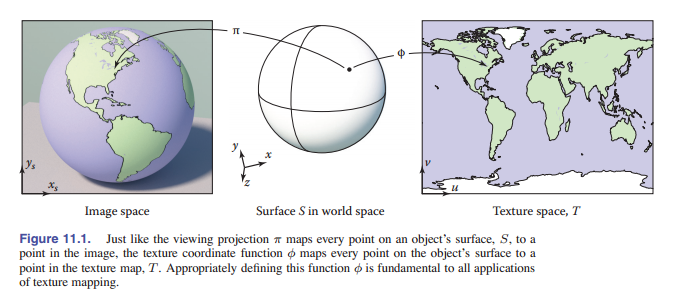 π
ϕ
y
x
z
yₛ
xₛ
v
u
Image space
Surface S in world space
Texture space, T
Figure 11.1. Just like the viewing projection π maps every point on an object's surface, S, to a
point in the image, the texture coordinate function ϕ maps every point on the object's surface to a
point in the texture map, T. Appropriately defining this function ϕ is fundamental to all applications
of texture mapping.